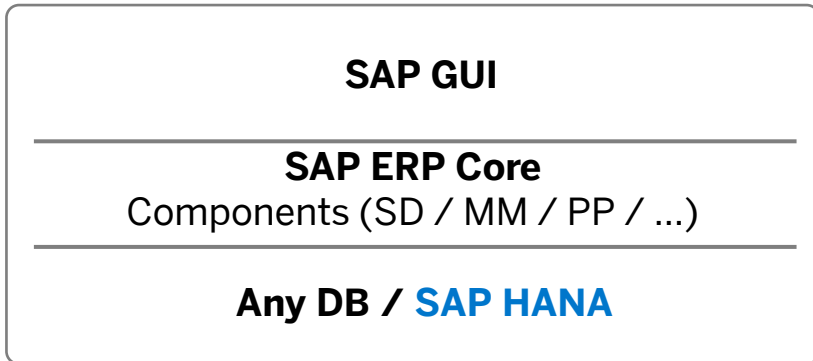 SAP GUI
SAP ERP Core
Components (SD / MM / PP / ...)
Any DB / SAP HANA